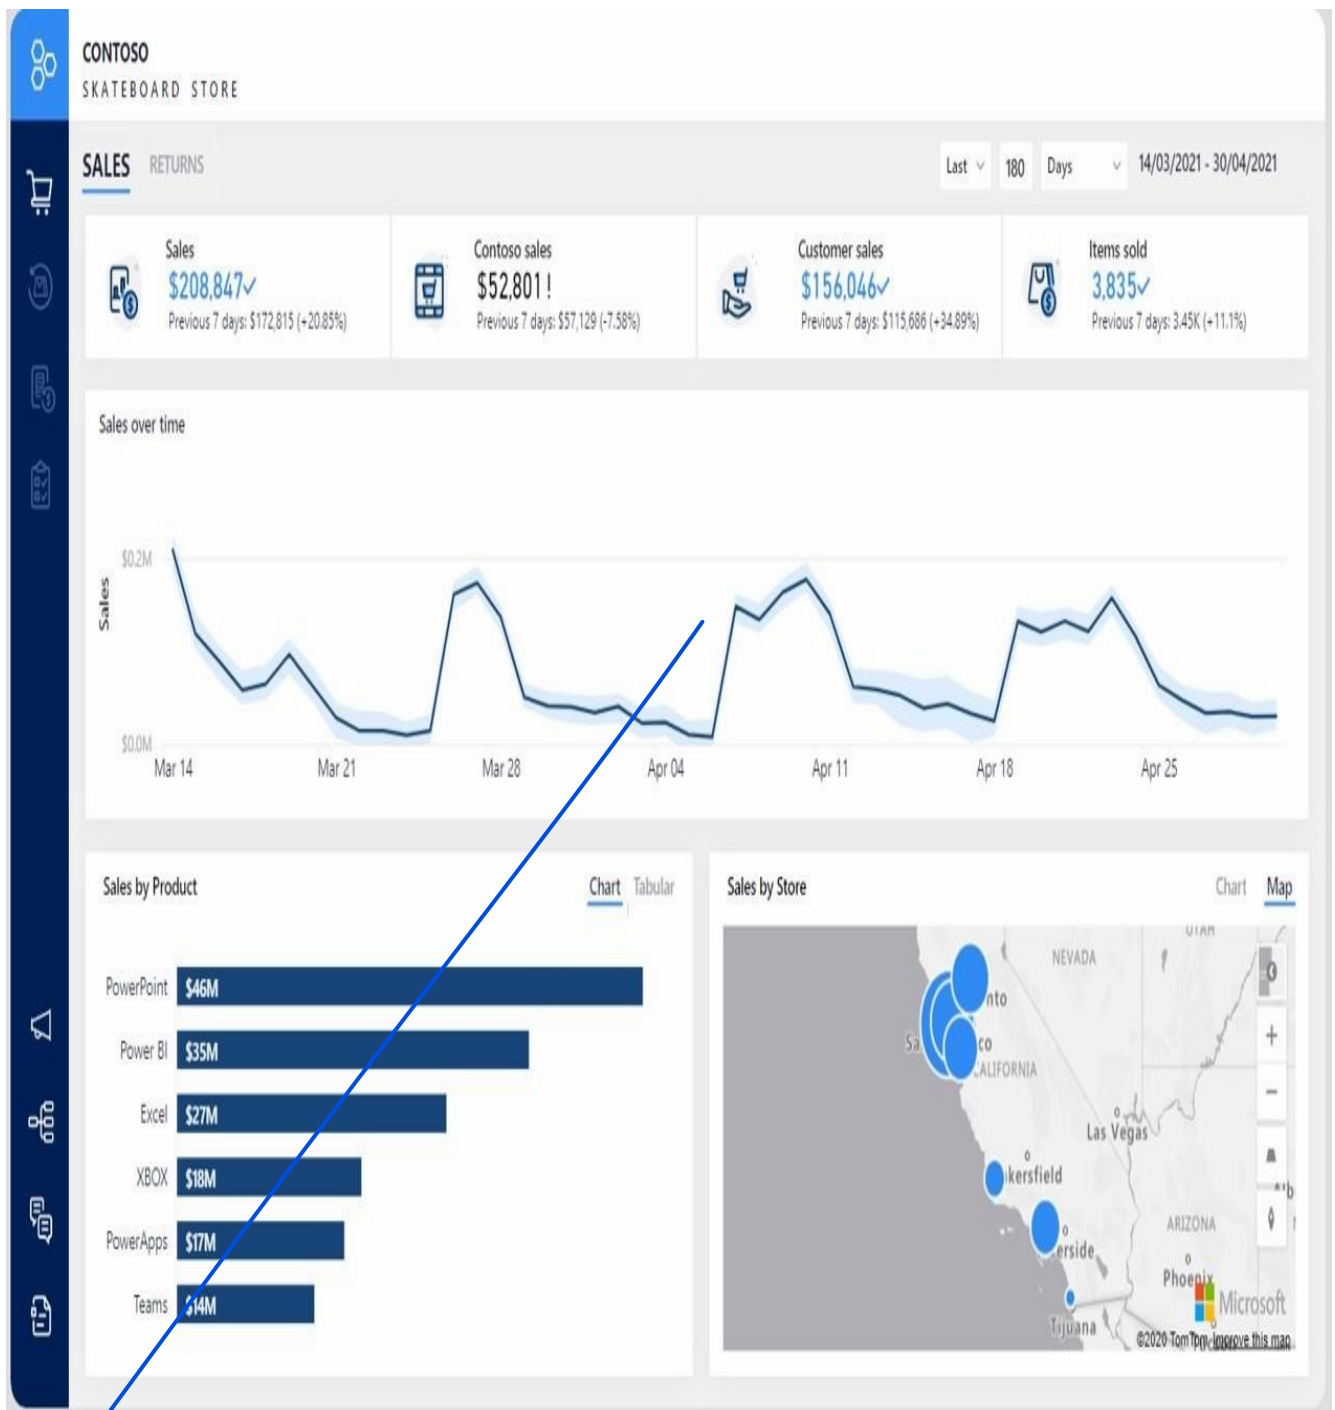 CONTOSO
SKATEBOARD STORE
SALES RETURNS
Last 180 Days 14/03/2021 - 30/04/2021
Sales
$208,847
Previous 7 days: $172,815 (+20.85%)
Contoso sales
$52,801 !
Previous 7 days: $57,129 (-7.58%)
Customer sales
$156,046
Previous 7 days: $115,686 (+34.89%)
Items sold
3,835
Previous 7 days: 3.45K (+11.1%)
Sales over time
Sales
$0.2M
$0.0M
Mar 14 Mar 21 Mar 28 Apr 04 Apr 11 Apr 18 Apr 25
Sales by Product
Chart Tabular
PowerPoint $46M
Power BI $35M
Excel $27M
XBOX $18M
PowerApps $17M
Teams $14M
Sales by Store
Chart Map
UTAH
NEVADA
nto
Sa co
CALIFORNIA
Las Vegas
kersfield
ARIZONA
erside
Phoenix
Microsoft
Tijuana
©2020 TomTom Improve this map